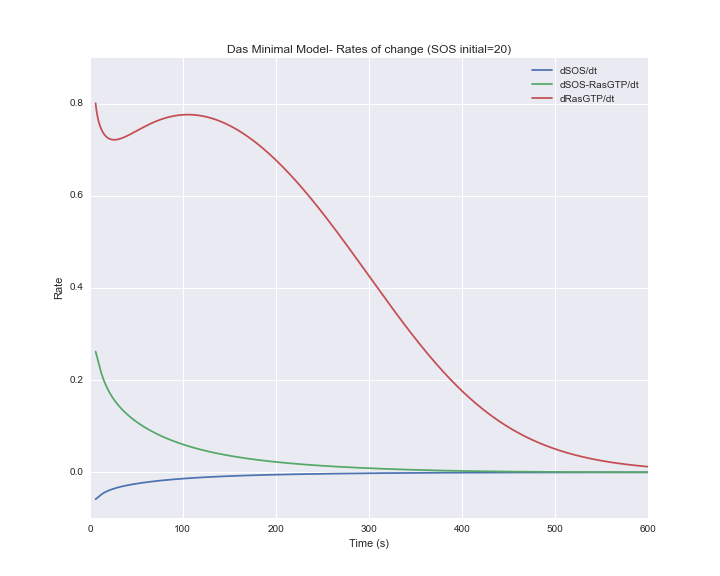 Das Minimal Model- Rates of change (SOS initial=20)
dSOS/dt
dSOS-RasGTP/dt
dRasGTP/dt
0.8
0.6
0.4
0.2
0.0
Rate
0 100 200 300 400 500 600
Time (s)